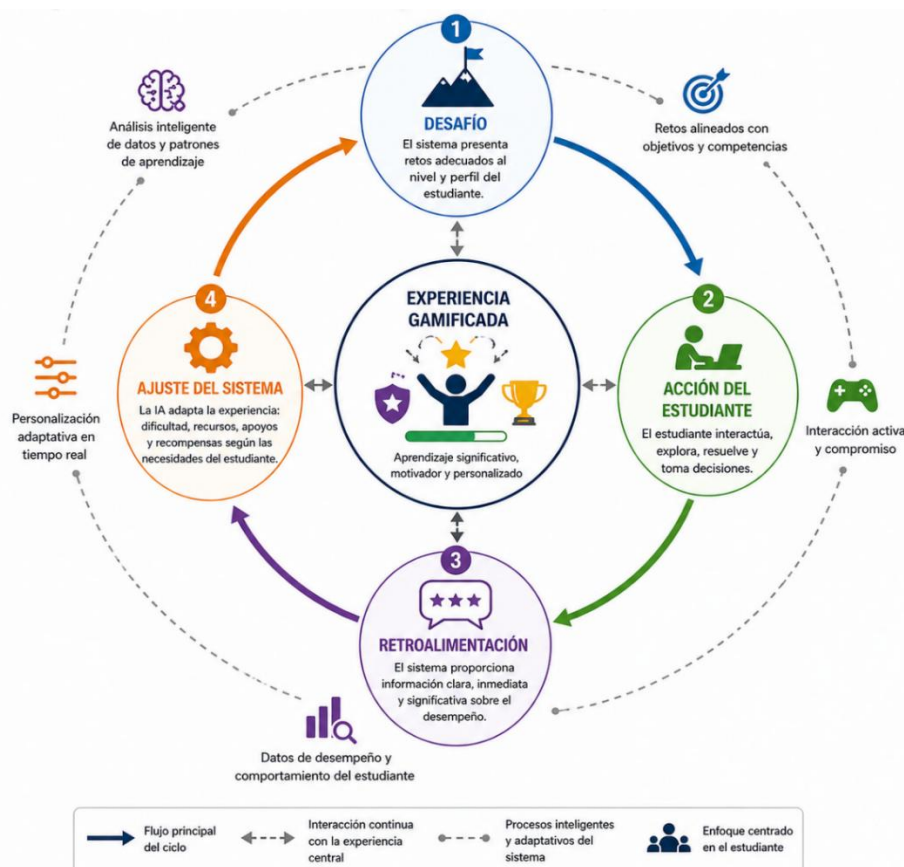 1
DESAFÍO
El sistema presenta
retos adecuados al
nivel y perfil del
estudiante.
Análisis inteligente
de datos y patrones
de aprendizaje
Retos alineados con
objetivos y competencias
EXPERIENCIA
GAMIFICADA
Aprendizaje significativo,
motivador y personalizado
2
ACCIÓN DEL
ESTUDIANTE
El estudiante interactúa,
explora, resuelve y
toma decisiones.
Interacción activa
y compromiso
3
RETROALIMENTACIÓN
El sistema proporciona
información clara, inmediata
y significativa sobre el
desempeño.
Datos de desempeño y
comportamiento del estudiante
4
AJUSTE DEL SISTEMA
La IA adapta la experiencia:
dificultad, recursos, apoyos
y recompensas según las
necesidades del estudiante.
Personalización
adaptativa en
tiempo real
Flujo principal
del ciclo
Interacción continua
con la experiencia
central
Procesos inteligentes
y adaptativos del
sistema
Enfoque centrado
en el estudiante